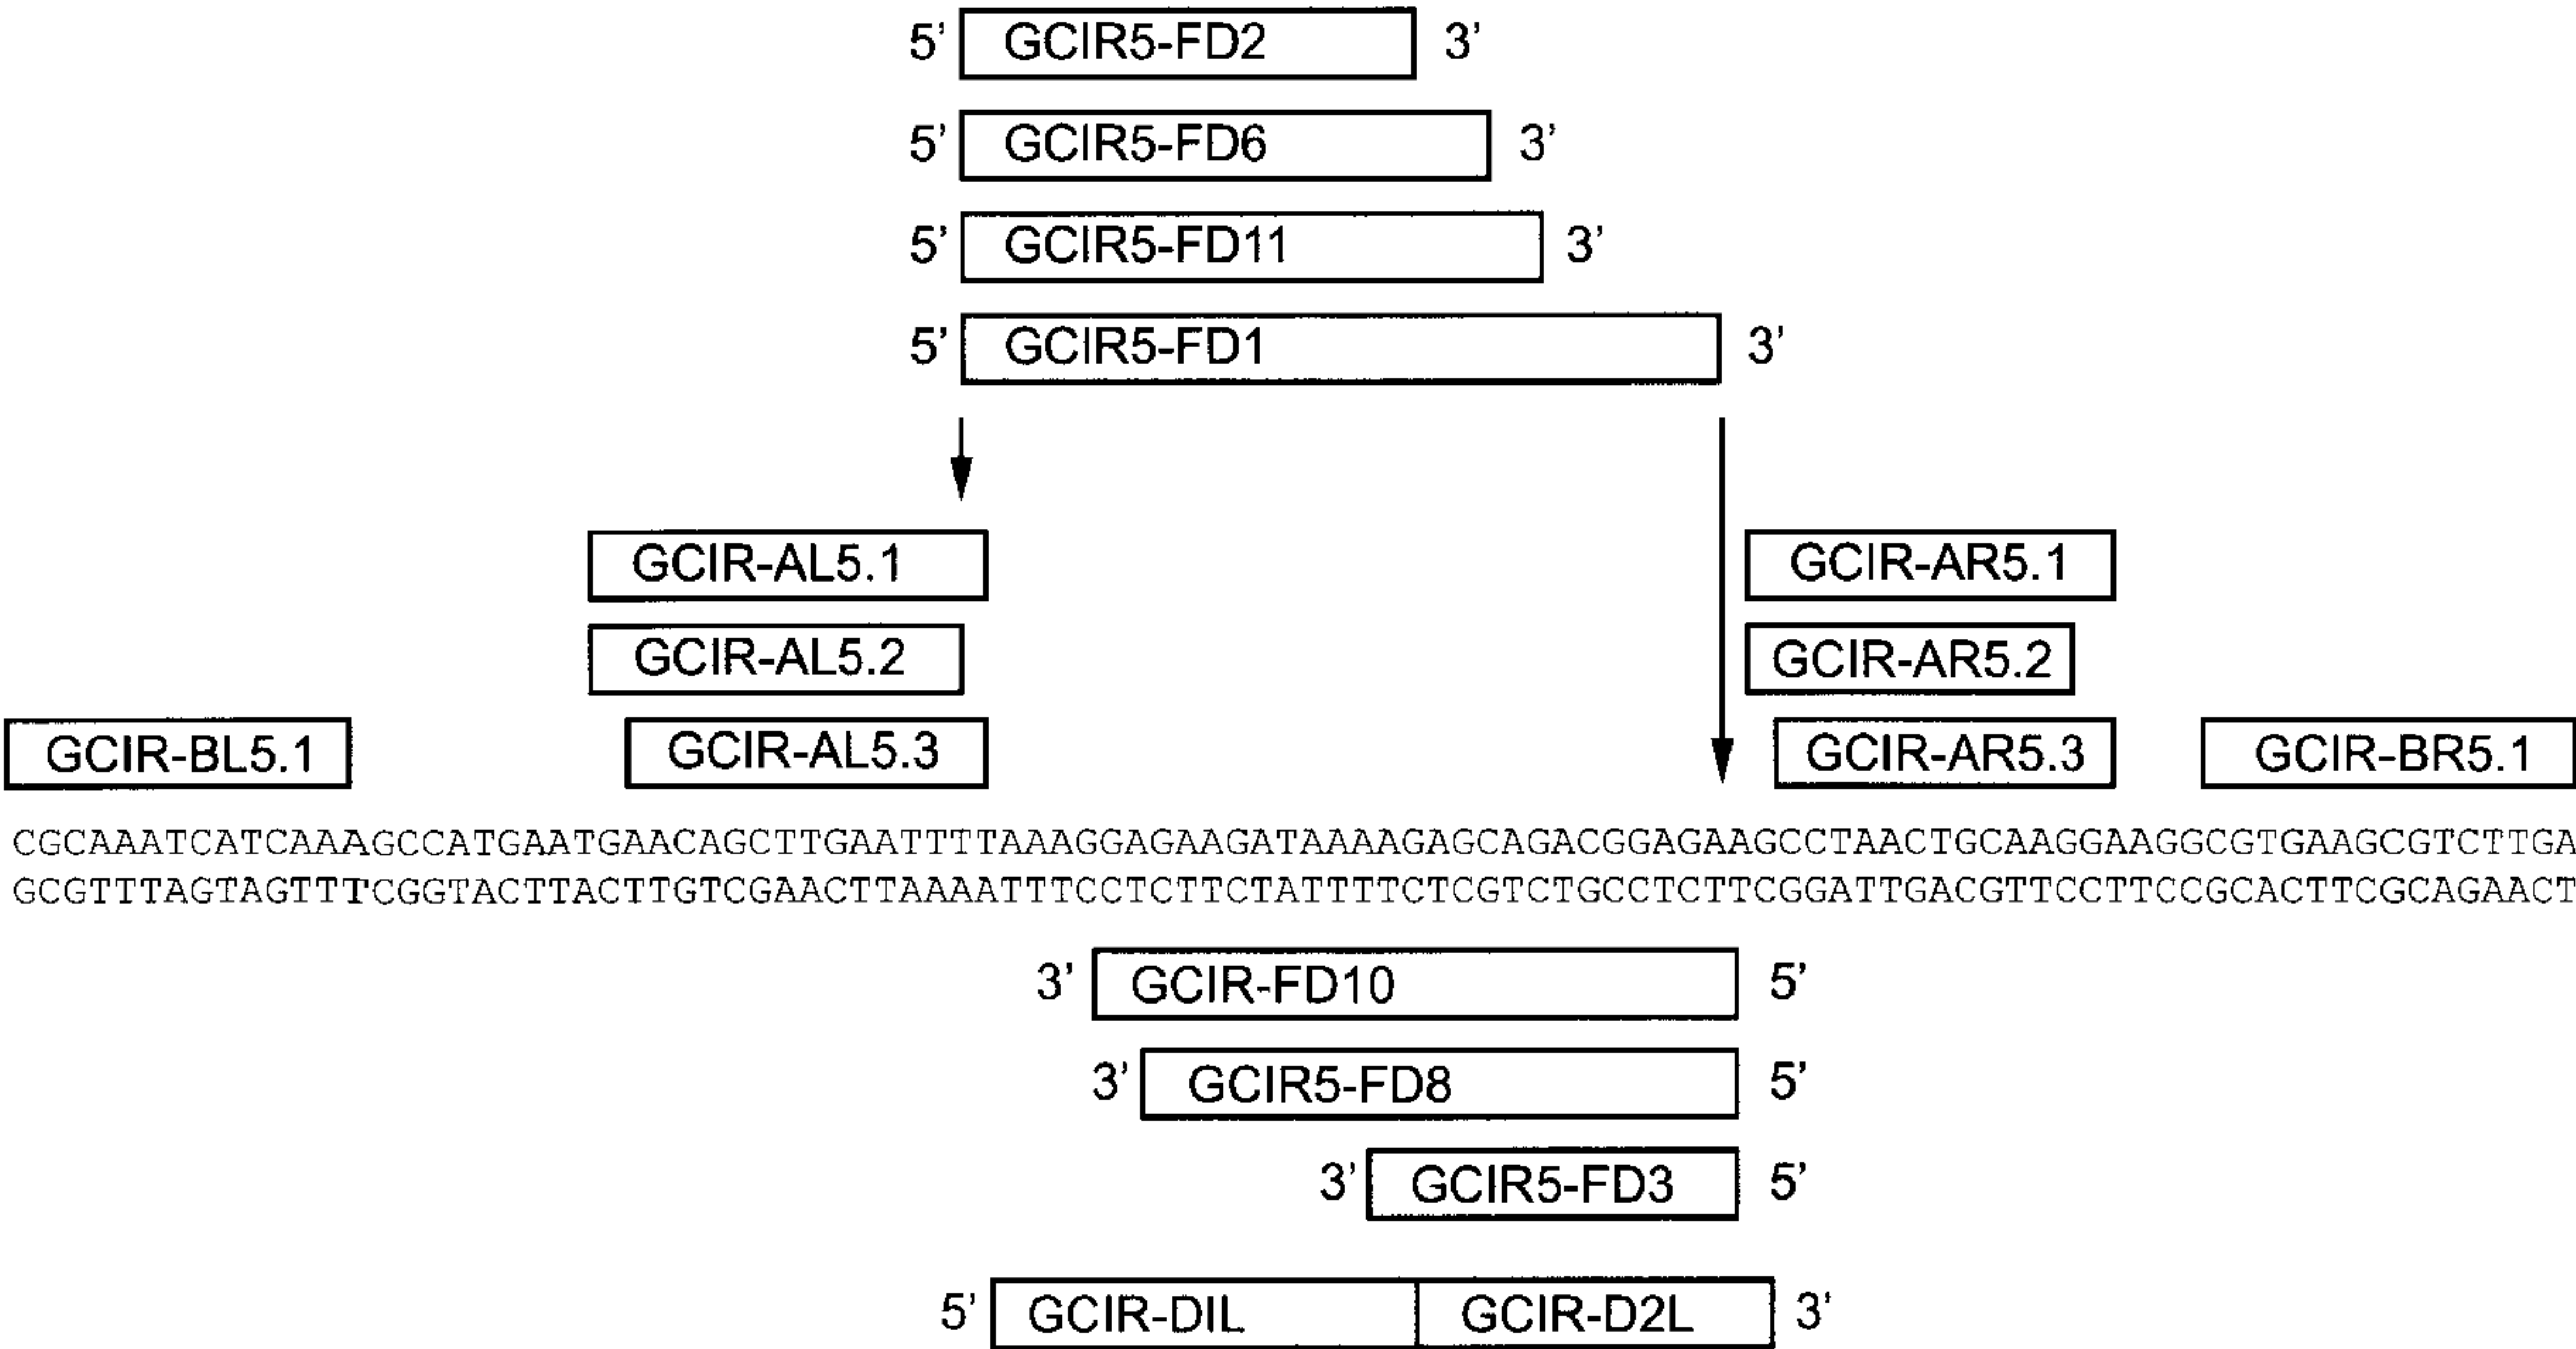 5’ GCIR5-FD2 3’
5’ GCIR5-FD6 3’
5’ GCIR5-FD11 3’
5’ GCIR5-FD1 3’
GCIR-AL5.1 GCIR-AR5.1
GCIR-AL5.2 GCIR-AR5.2
GCIR-BL5.1 GCIR-AL5.3 GCIR-AR5.3 GCIR-BR5.1
CGCAAATCATCAAAGCCATGAATGAACAGCTTGAATTTTAAAGGAGAAGATAAAAGAGCAGACGGAGAAGCCTAACTGCAAGGAAGGCGTGAAGCGTCTTGA
GCGTTTAGTAGTTTCGGTACTTACTTGTCGAACTTAAAATTTCCTCTTCTATTTTCTCGTCTGCCTCTTCGGATTGACGTTCCTTCCGCACTTCGCAGAACT
3’ GCIR-FD10 5’
3’ GCIR5-FD8 5’
3’ GCIR5-FD3 5’
5’ GCIR-DIL GCIR-D2L 3’